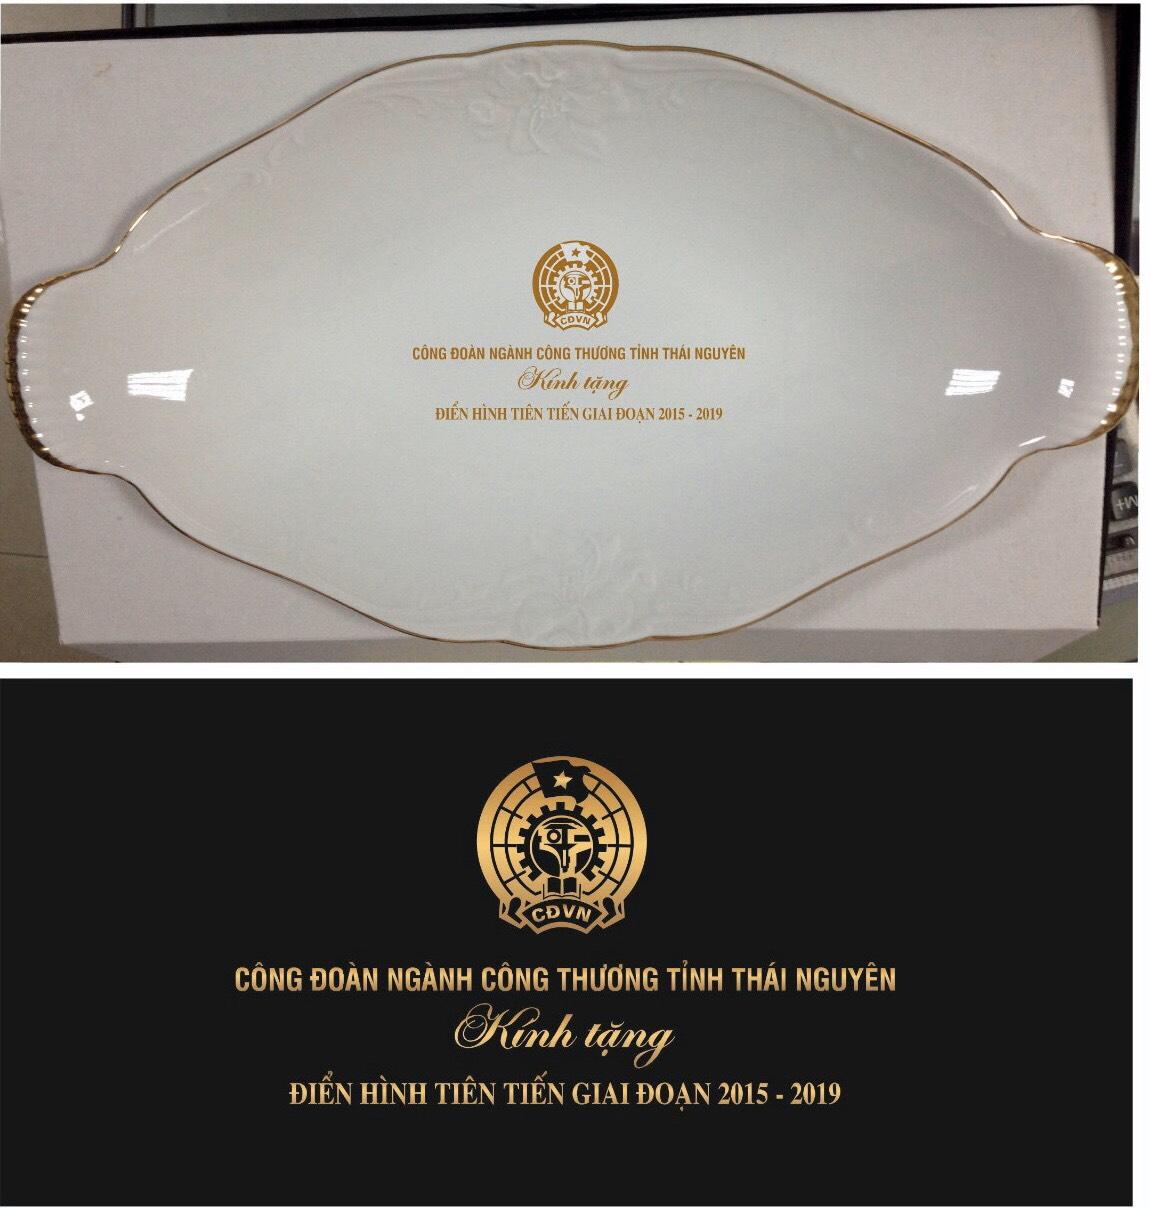 CĐVN
CÔNG ĐOÀN NGÀNH CÔNG THƯƠNG TỈNH THÁI NGUYÊN
Kính tặng
ĐIỂN HÌNH TIÊN TIẾN GIAI ĐOẠN 2015 - 2019
M+
CĐVN
CÔNG ĐOÀN NGÀNH CÔNG THƯƠNG TỈNH THÁI NGUYÊN
Kính tặng
ĐIỂN HÌNH TIÊN TIẾN GIAI ĐOẠN 2015 - 2019